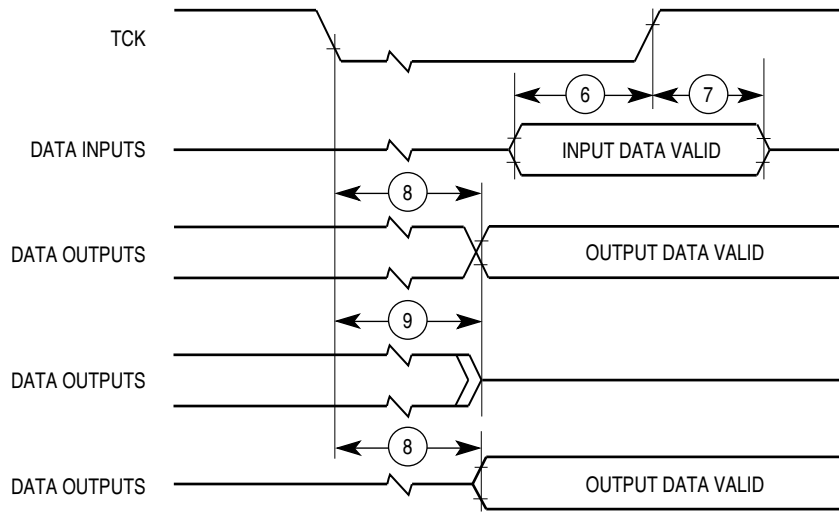 TCK
6
7
DATA INPUTS
INPUT DATA VALID
8
DATA OUTPUTS
OUTPUT DATA VALID
9
DATA OUTPUTS
8
DATA OUTPUTS
OUTPUT DATA VALID